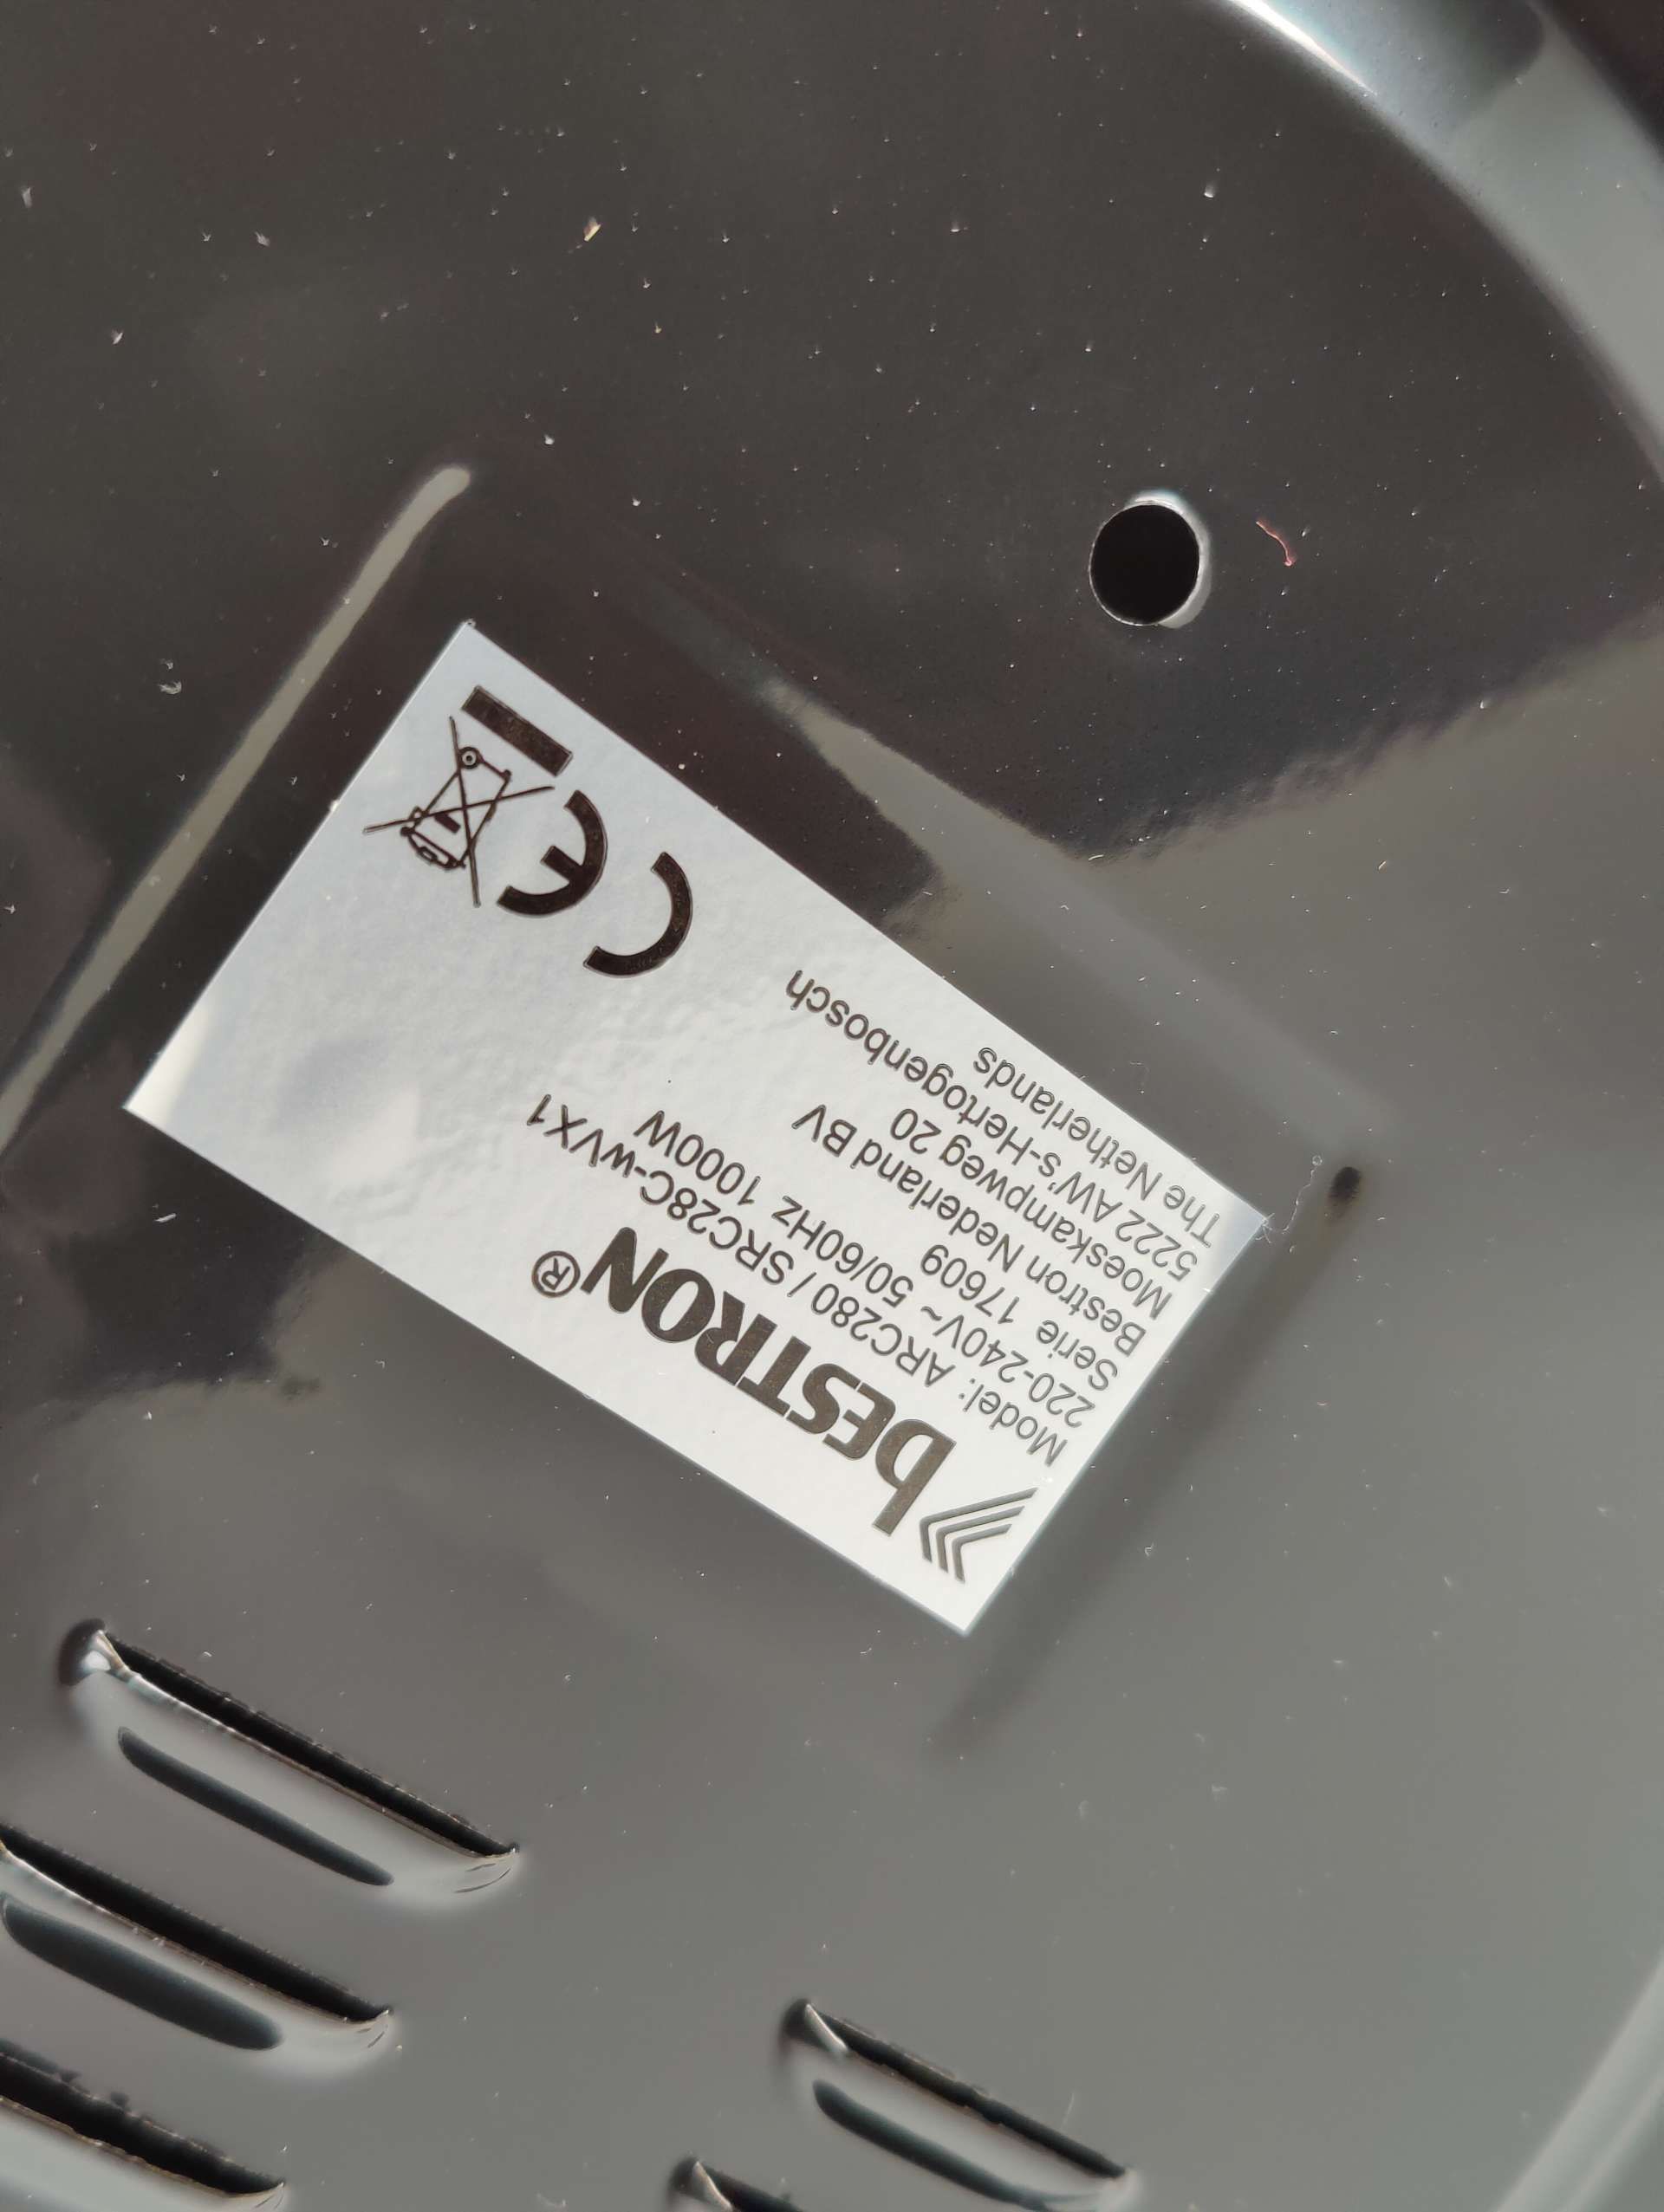 bESTRON®
Model: ARC280 / SRC28C-wVX1
220-240V~ 50/60Hz 1000W
Serie 17609
Bestron Nederland BV
Moeskampweg 20
5222 AW's-Hertogenbosch
The Netherlands
CE